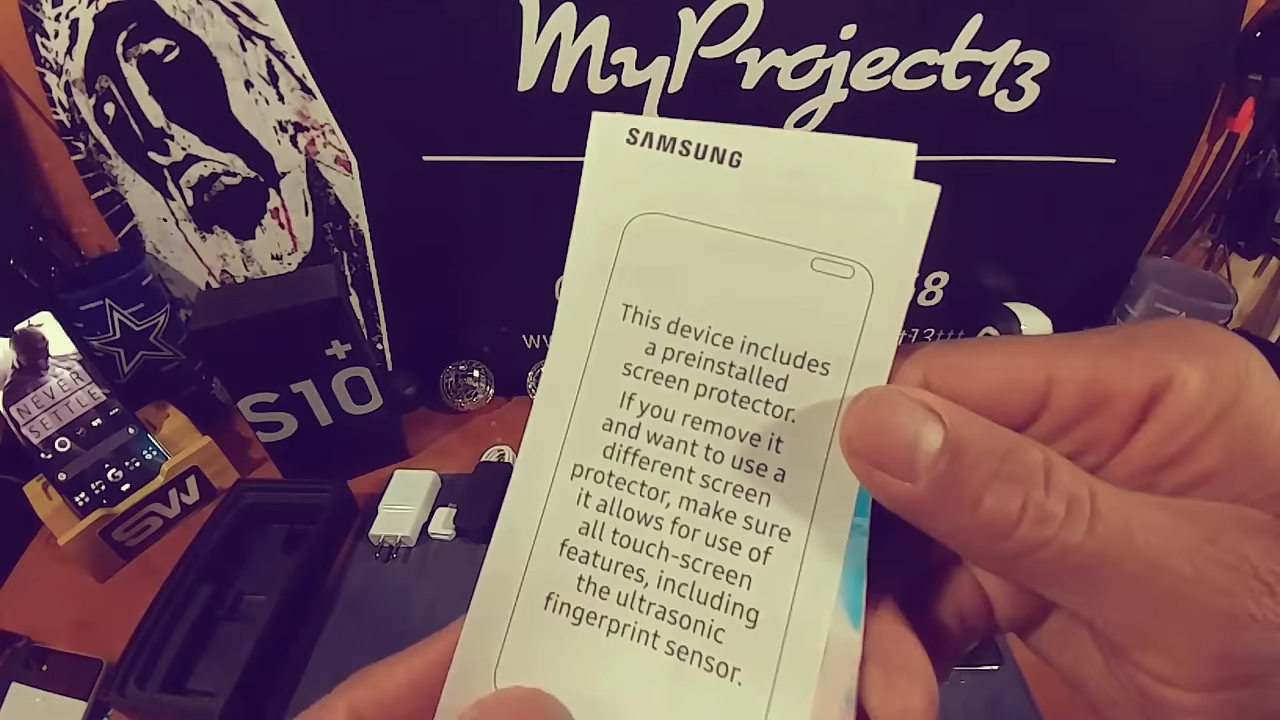 MyProject13
SAMSUNG
This device includes
a preinstalled
screen protector.
If you remove it
and want to use a
different screen
protector, make sure
it allows for use of
all touch-screen
features, including
the ultrasonic
fingerprint sensor.
S10+
NEVER
SETTLE
SW